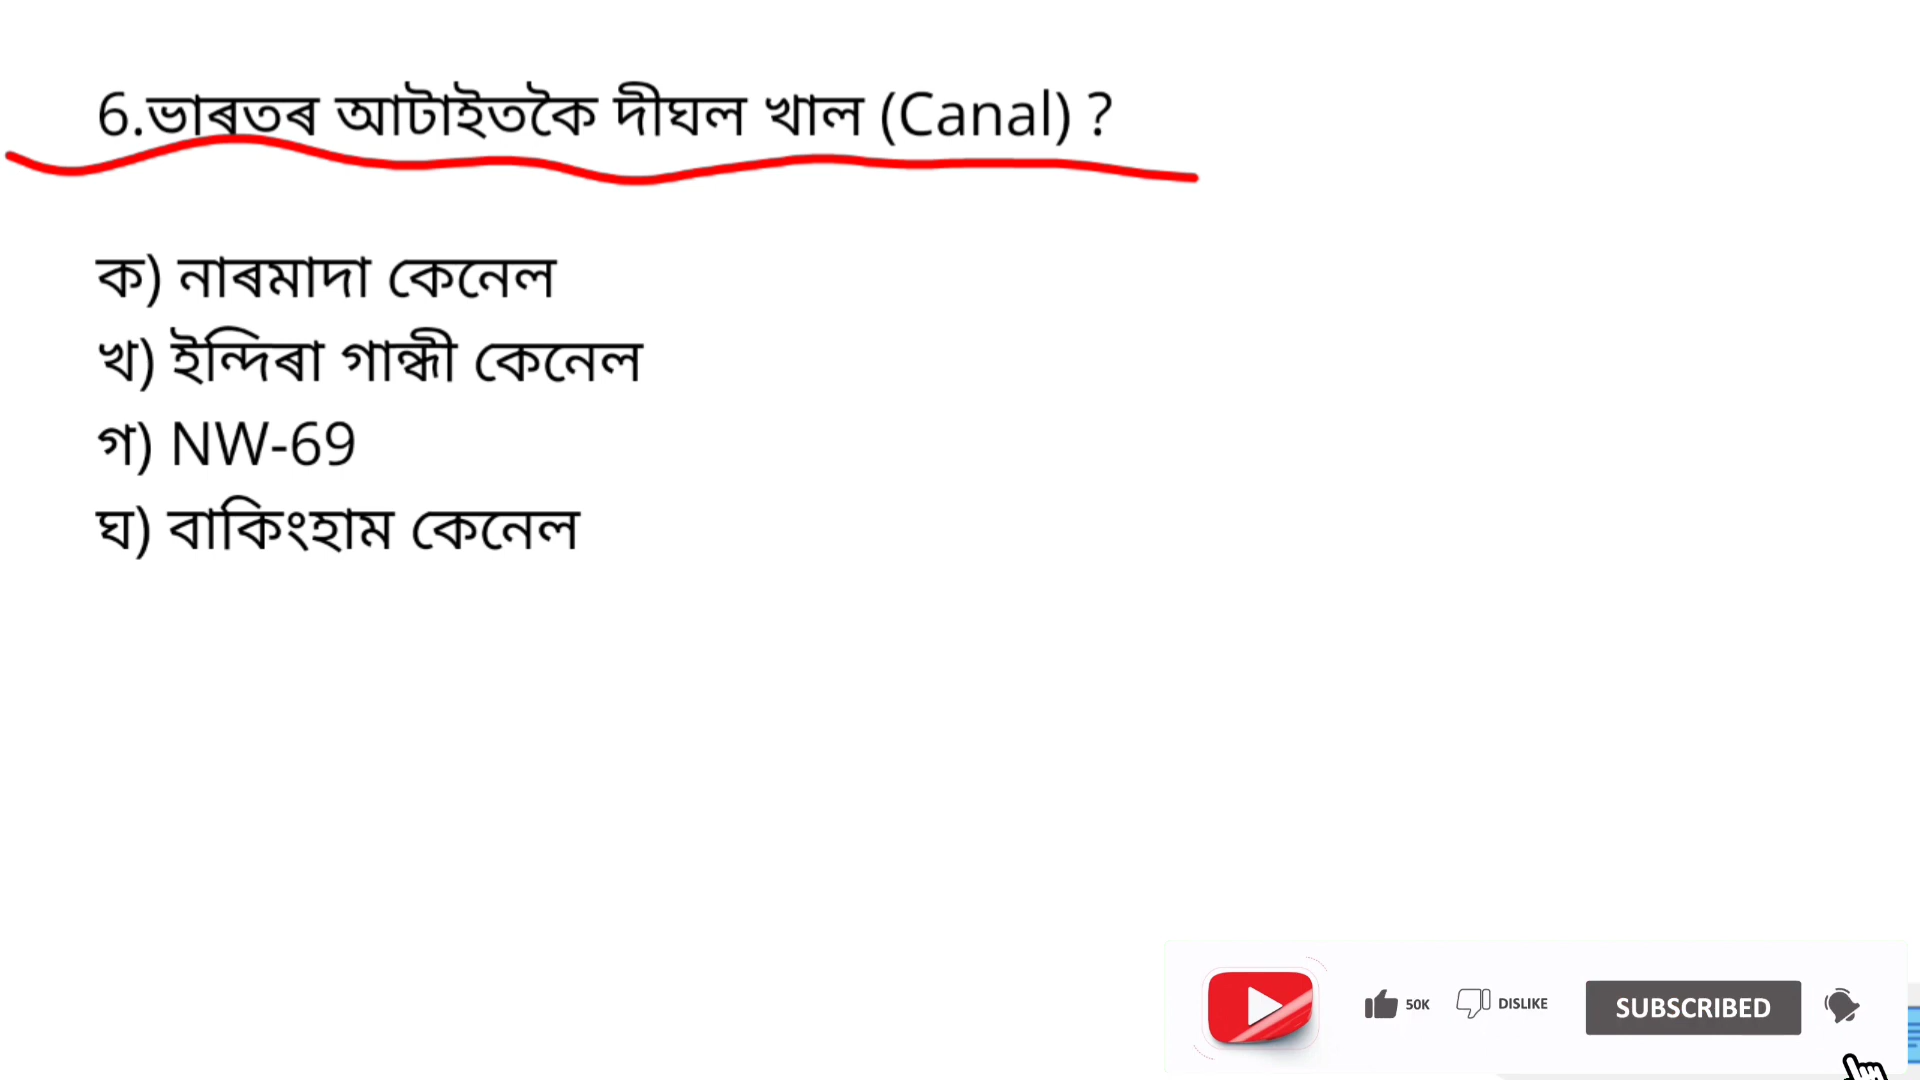 6.ভাৰতৰ আটাইতকৈ দীঘল খাল (Canal) ?
ক) নাৰমাদা কেনেল
খ) ইন্দিৰা গান্ধী কেনেল
গ) NW-69
ঘ) বাকিংহাম কেনেল
50K DISLIKE SUBSCRIBED